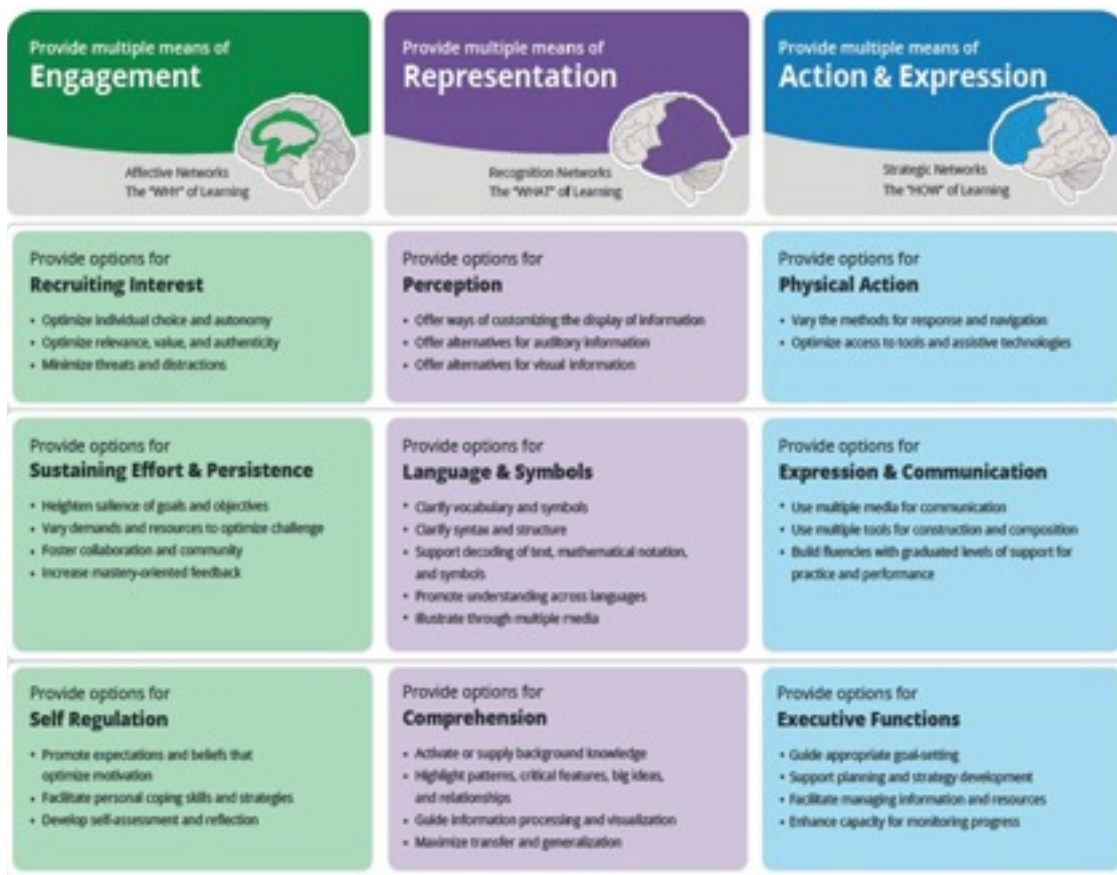 Provide multiple means of
Engagement
Affective Networks
The "WHY" of Learning
Provide multiple means of
Representation
Recognition Networks
The "WHAT" of Learning
Provide multiple means of
Action & Expression
Strategic Networks
The "HOW" of Learning
Provide options for
Recruiting Interest
• Optimize individual choice and autonomy
• Optimize relevance, value, and authenticity
• Minimize threats and distractions
Provide options for
Perception
• Offer ways of customizing the display of information
• Offer alternatives for auditory information
• Offer alternatives for visual information
Provide options for
Physical Action
• Vary the methods for response and navigation
• Optimize access to tools and assistive technologies
Provide options for
Sustaining Effort & Persistence
• Heighten salience of goals and objectives
• Vary demands and resources to optimize challenge
• Foster collaboration and community
• Increase mastery-oriented feedback
Provide options for
Language & Symbols
• Clarify vocabulary and symbols
• Clarify syntax and structure
• Support decoding of text, mathematical notation,
and symbols
• Promote understanding across languages
• Illustrate through multiple media
Provide options for
Expression & Communication
• Use multiple media for communication
• Use multiple tools for construction and composition
• Build fluencies with graduated levels of support for
practice and performance
Provide options for
Self Regulation
• Promote expectations and beliefs that
optimize motivation
• Facilitate personal coping skills and strategies
• Develop self-assessment and reflection
Provide options for
Comprehension
• Activate or supply background knowledge
• Highlight patterns, critical features, big ideas,
and relationships
• Guide information processing and visualization
• Maximize transfer and generalization
Provide options for
Executive Functions
• Guide appropriate goal-setting
• Support planning and strategy development
• Facilitate managing information and resources
• Enhance capacity for monitoring progress